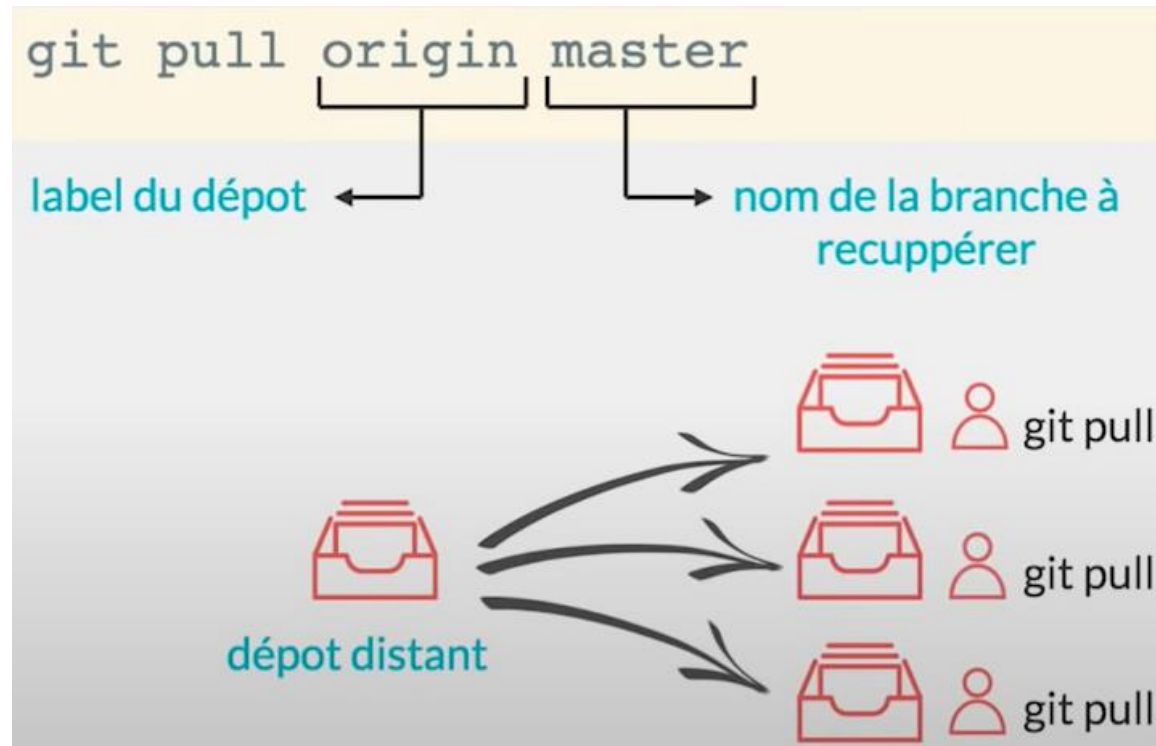 git pull origin master
label du dépot
nom de la branche à
recuppérer
git pull
git pull
dépot distant
git pull